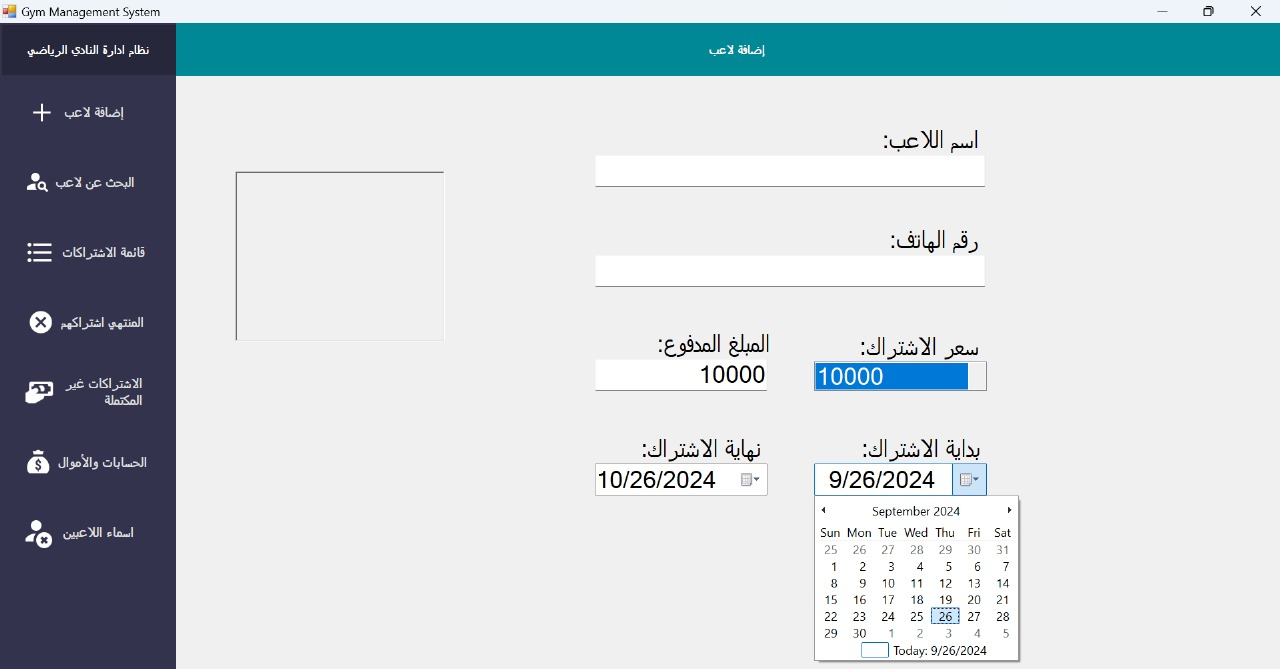 Gym Management System
نظام ادارة النادي الرياضي
إضافة لاعب
إضافة لاعب
البحث عن لاعب
قائمة الاشتراكات
المنتهي اشتراكهم
الاشتراكات غير
المكتملة
الحسابات والأموال
اسماء اللاعبين
اسم اللاعب:
رقم الهاتف:
سعر الاشتراك: المبلغ المدفوع:
10000 10000
بداية الاشتراك: نهاية الاشتراك:
9/26/2024 10/26/2024
September 2024
Sun Mon Tue Wed Thu Fri Sat
25 26 27 28 29 30 31
1 2 3 4 5 6 7
8 9 10 11 12 13 14
15 16 17 18 19 20 21
22 23 24 25 26 27 28
29 30 1 2 3 4 5
Today: 9/26/2024